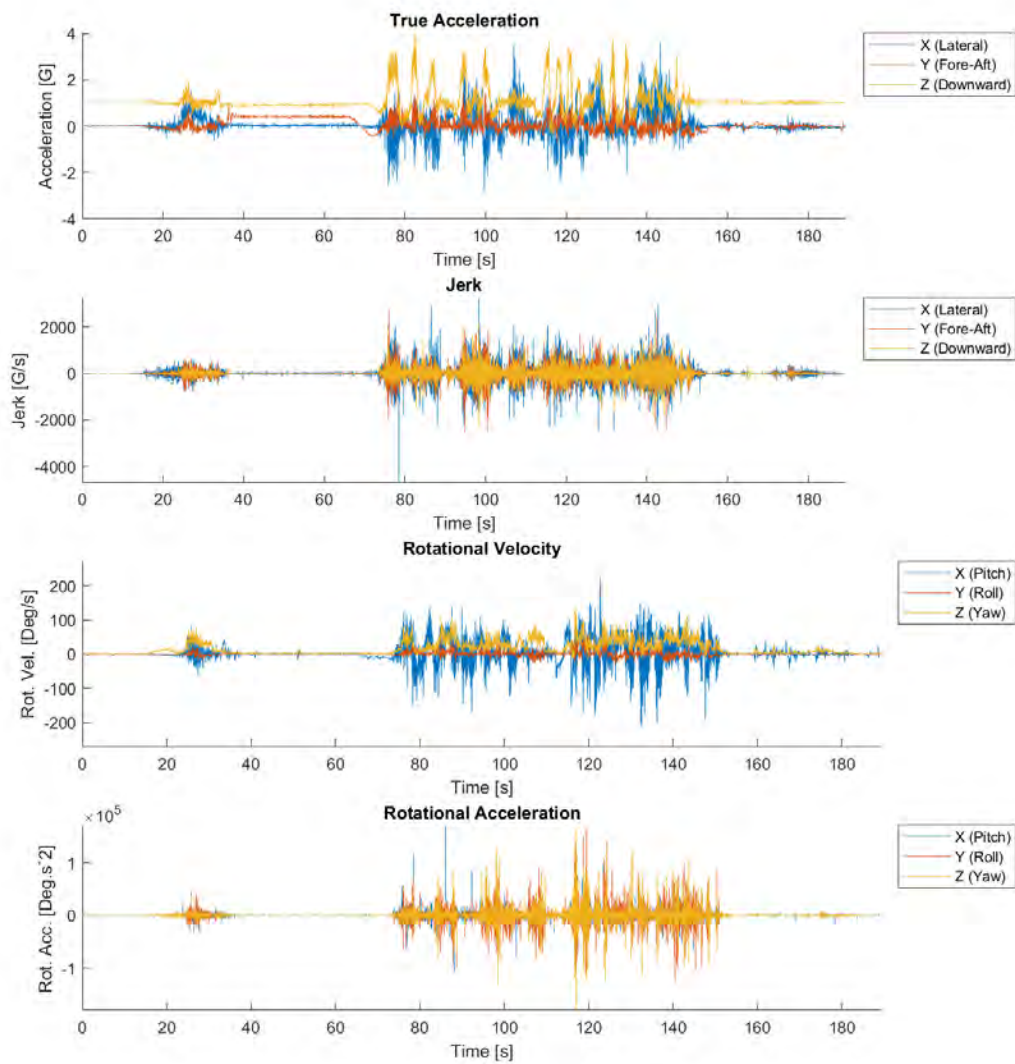 True Acceleration
4
2
0
-2
-4
Acceleration [G]
0 20 40 60 80 100 120 140 160 180
Time [s]
X (Lateral)
Y (Fore-Aft)
Z (Downward)
Jerk
2000
0
-2000
-4000
Jerk [G/s]
0 20 40 60 80 100 120 140 160 180
Time [s]
X (Lateral)
Y (Fore-Aft)
Z (Downward)
Rotational Velocity
200
100
0
-100
-200
Rot. Vel. [Deg/s]
0 20 40 60 80 100 120 140 160 180
Time [s]
X (Pitch)
Y (Roll)
Z (Yaw)
Rotational Acceleration
×10^5
1
0
-1
Rot. Acc. [Deg.s^2]
0 20 40 60 80 100 120 140 160 180
Time [s]
X (Pitch)
Y (Roll)
Z (Yaw)